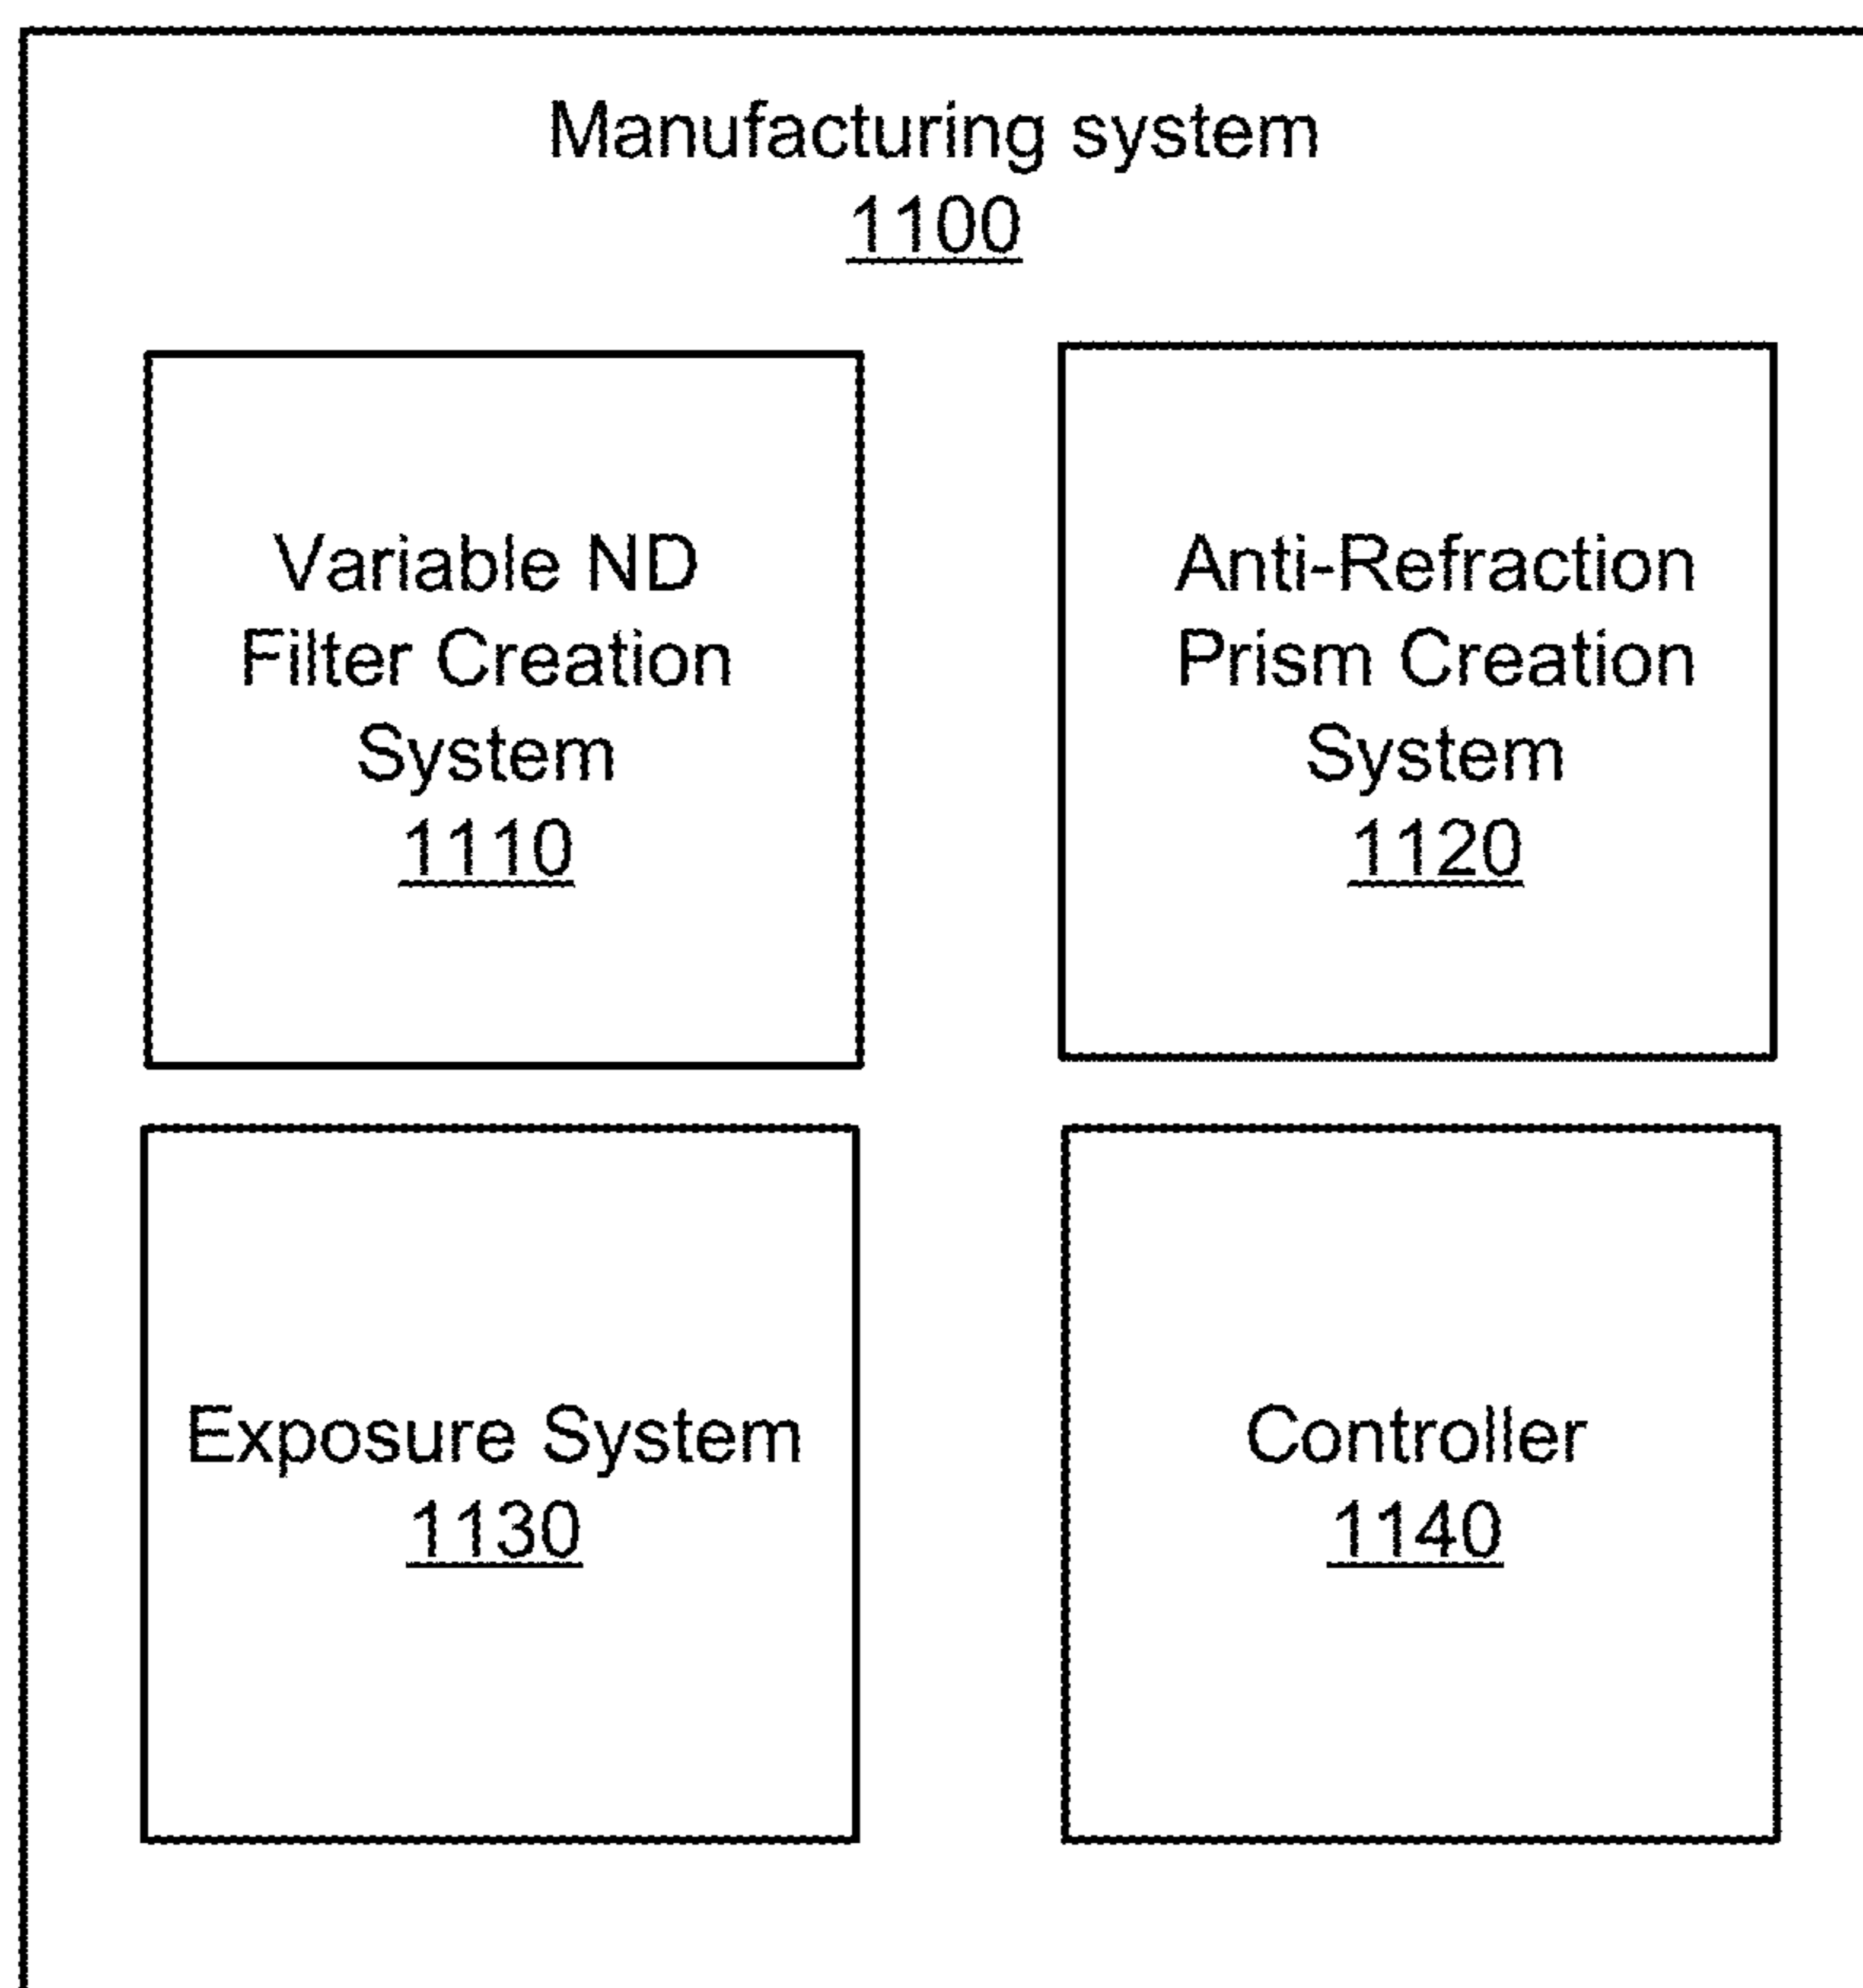 Manufacturing system
1100
Variable ND
Filter Creation
System
1110
Anti-Refraction
Prism Creation
System
1120
Exposure System
1130
Controller
1140